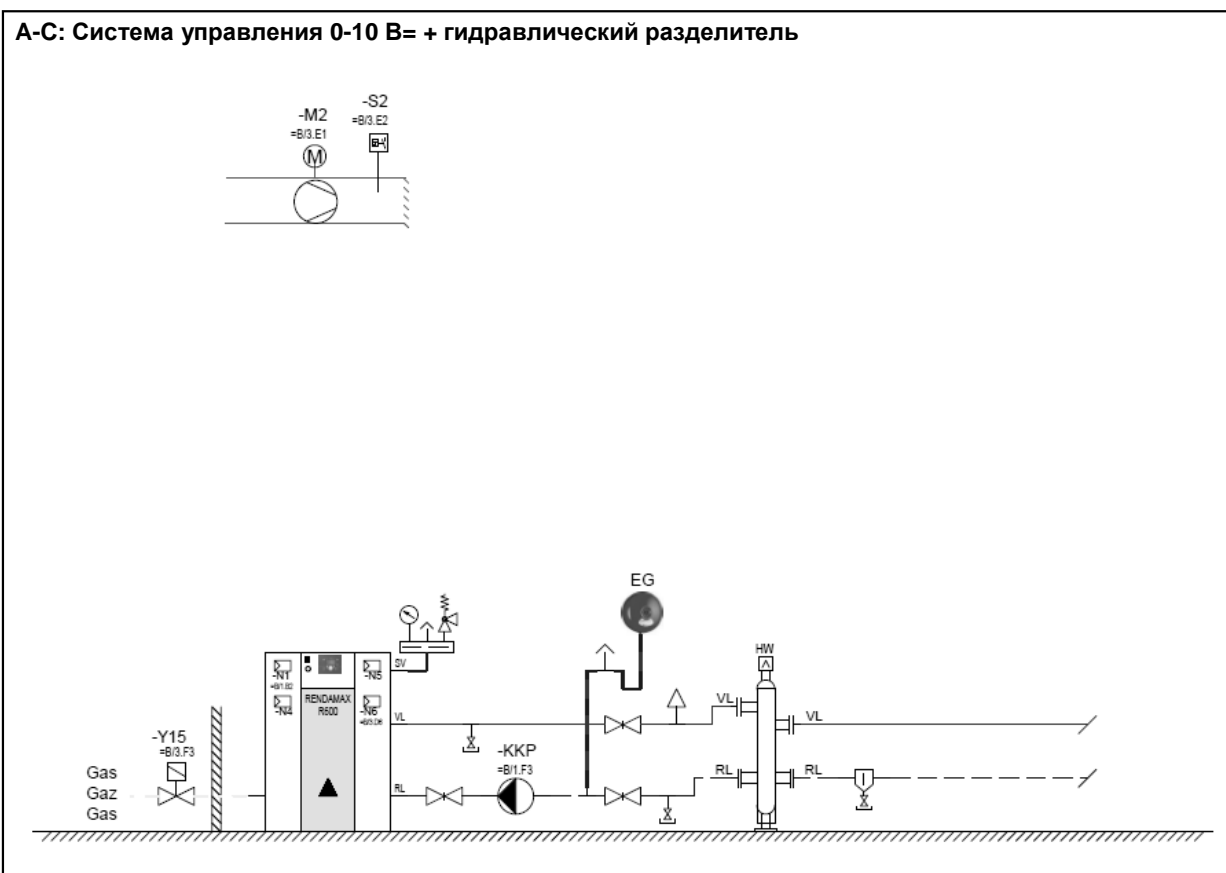 A-C: Система управления 0-10 В= + гидравлический разделитель
-M2
=B/3.E1
-S2
=B/3.E2
M
EG
HW
SV
-N1
=B/1.B2
-N5
RENDAMAX
R600
-N4
-N6
=B/3.D6
VL
VL
VL
-Y15
=B/3.F3
-KKP
=B/1.F3
RL
RL
RL
Gas
Gaz
Gas